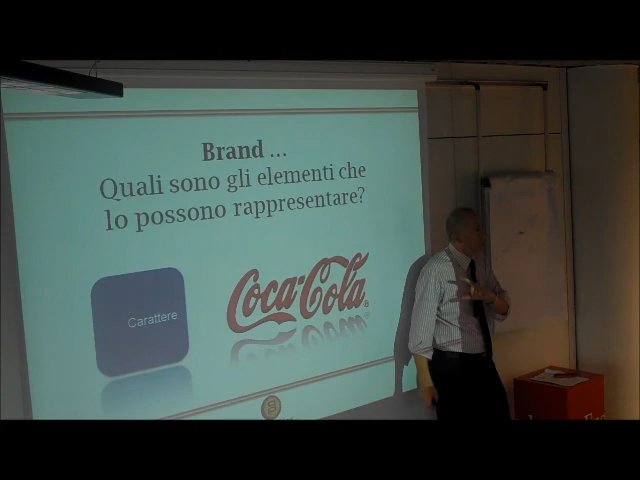 Brand ...
Quali sono gli elementi che
lo possono rappresentare?
Carattere
Coca-Cola®